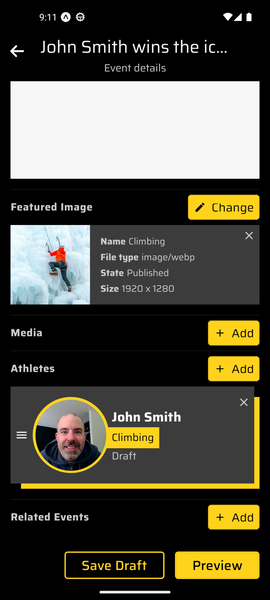 9:11
John Smith wins the ic...
Event details
Featured Image
Change
Name Climbing
File type image/webp
State Published
Size 1920 x 1280
Media
+ Add
Athletes
+ Add
John Smith
Climbing
Draft
Related Events
+ Add
Save Draft
Preview